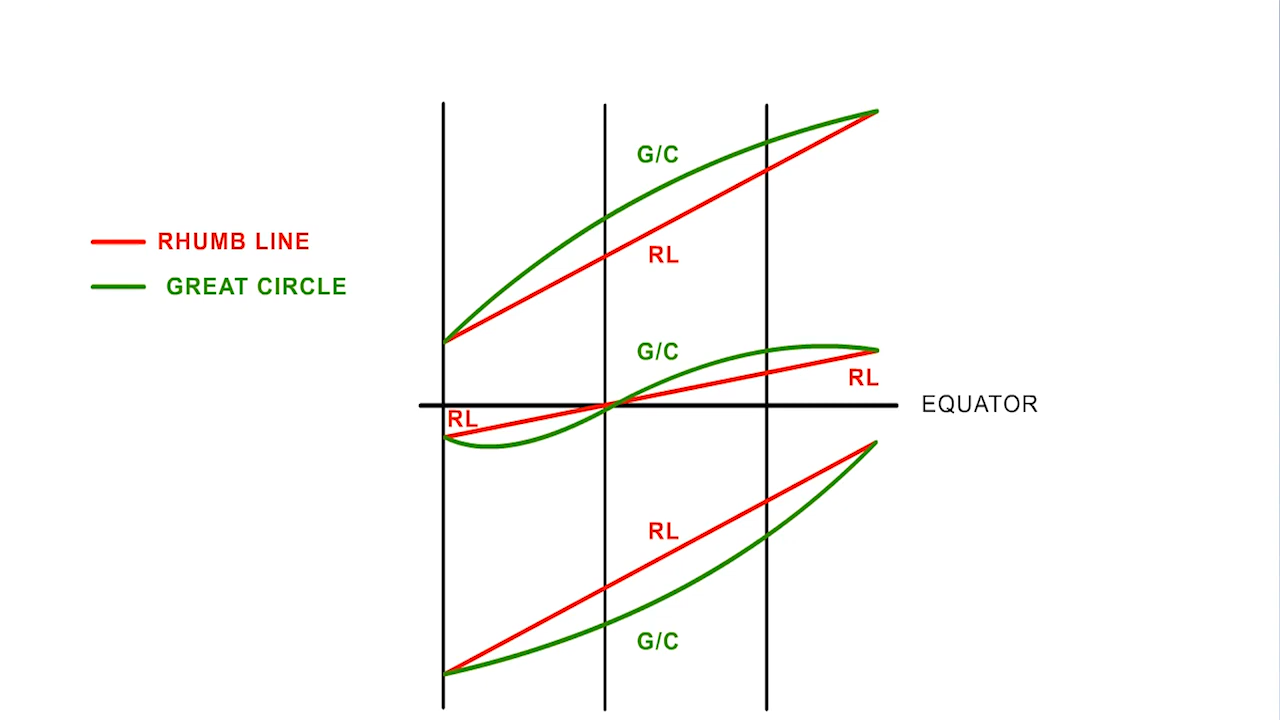 G/C
RHUMB LINE
RL
GREAT CIRCLE
G/C
RL
EQUATOR
RL
RL
G/C